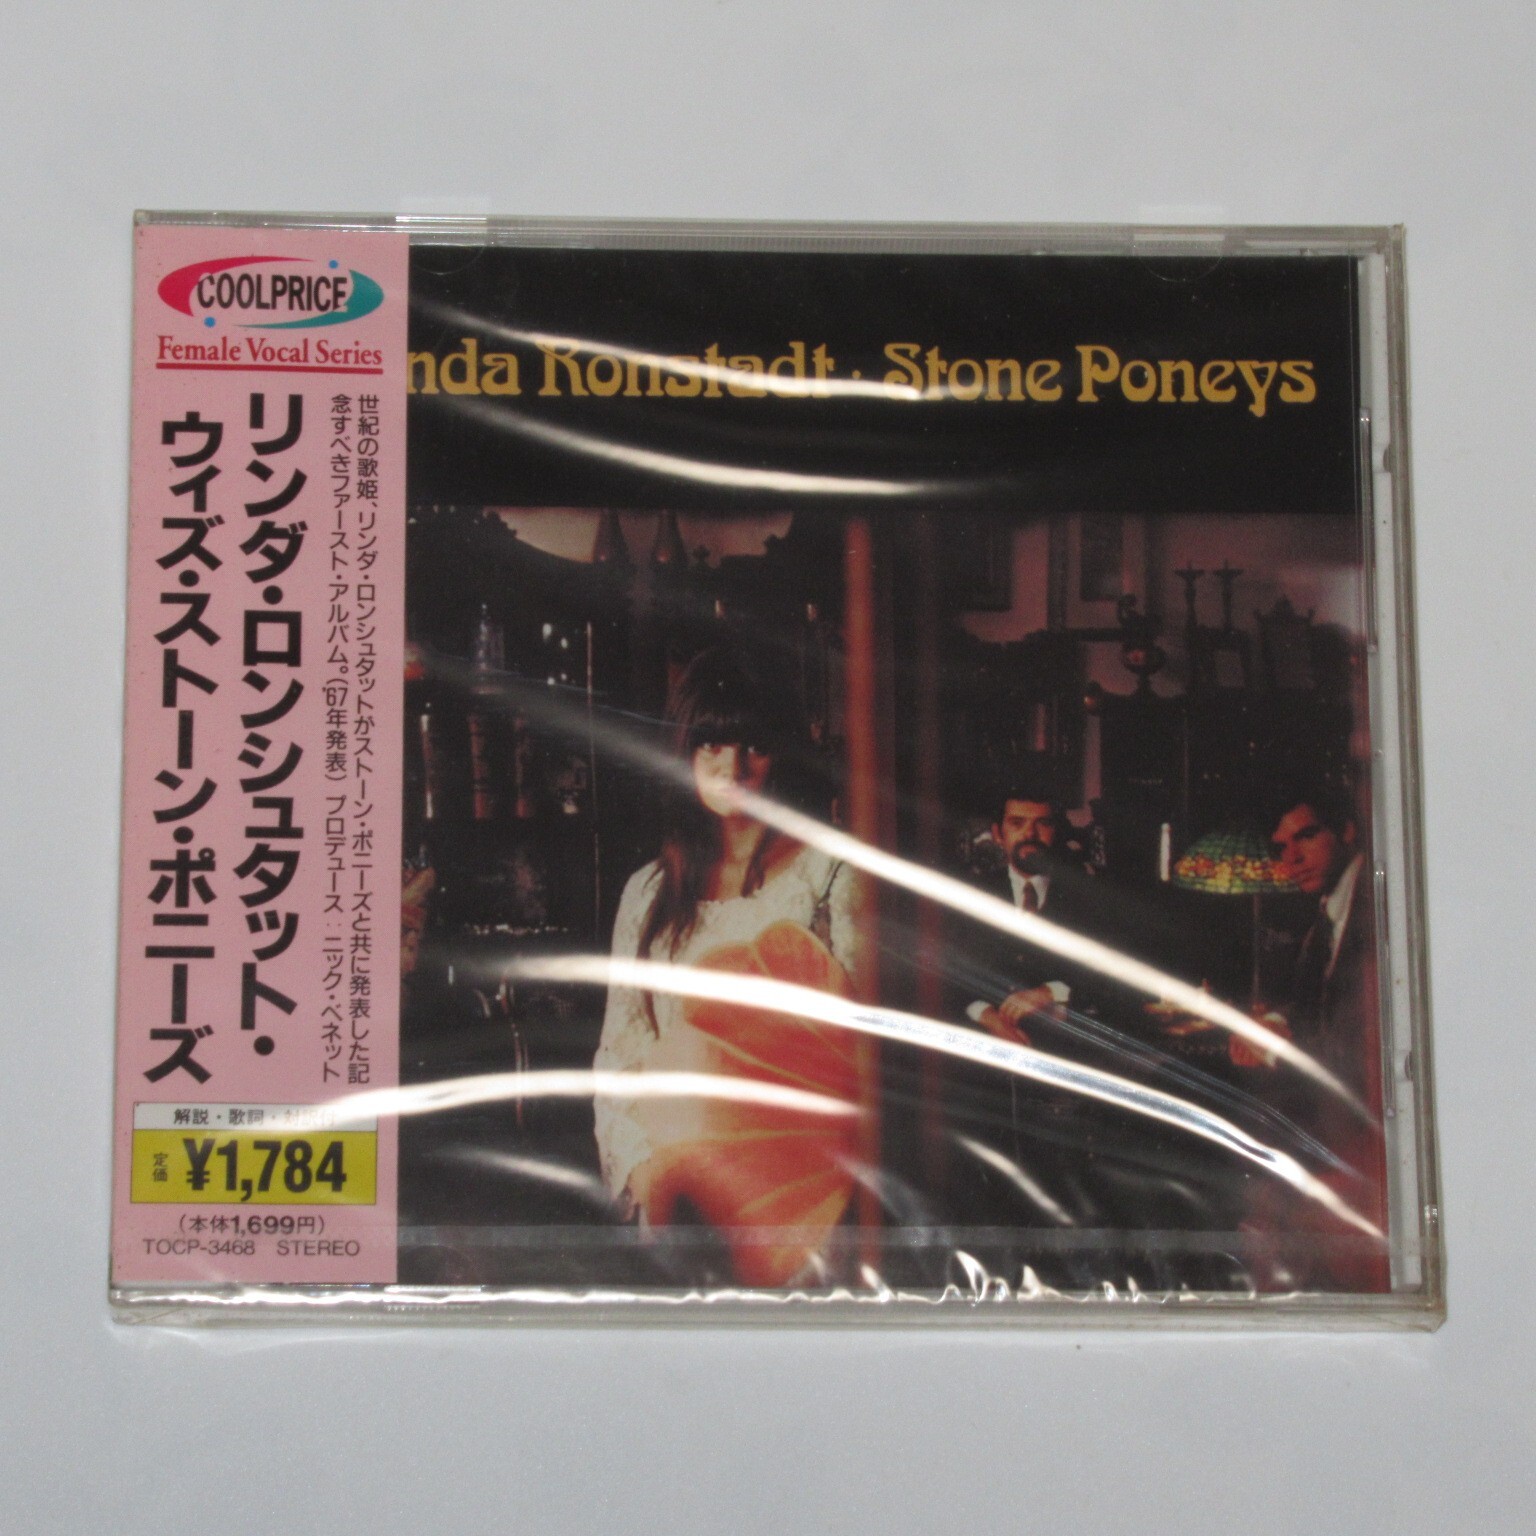 COOLPRICE
Female Vocal Series
nda Ronstadt · Stone Poneys
世紀の歌姫、リンダ・ロンシュタットがストーン・ポニーズと共に発表した記
念すべきファースト・アルバム。('67年発表) プロデュース:ニック・ベネット
リンダ・ロンシュタット・
ウィズ・ストーン・ポニーズ
解説・歌詞・対訳付
定価 ¥1,784
(本体1,699円)
TOCP-3468 STEREO